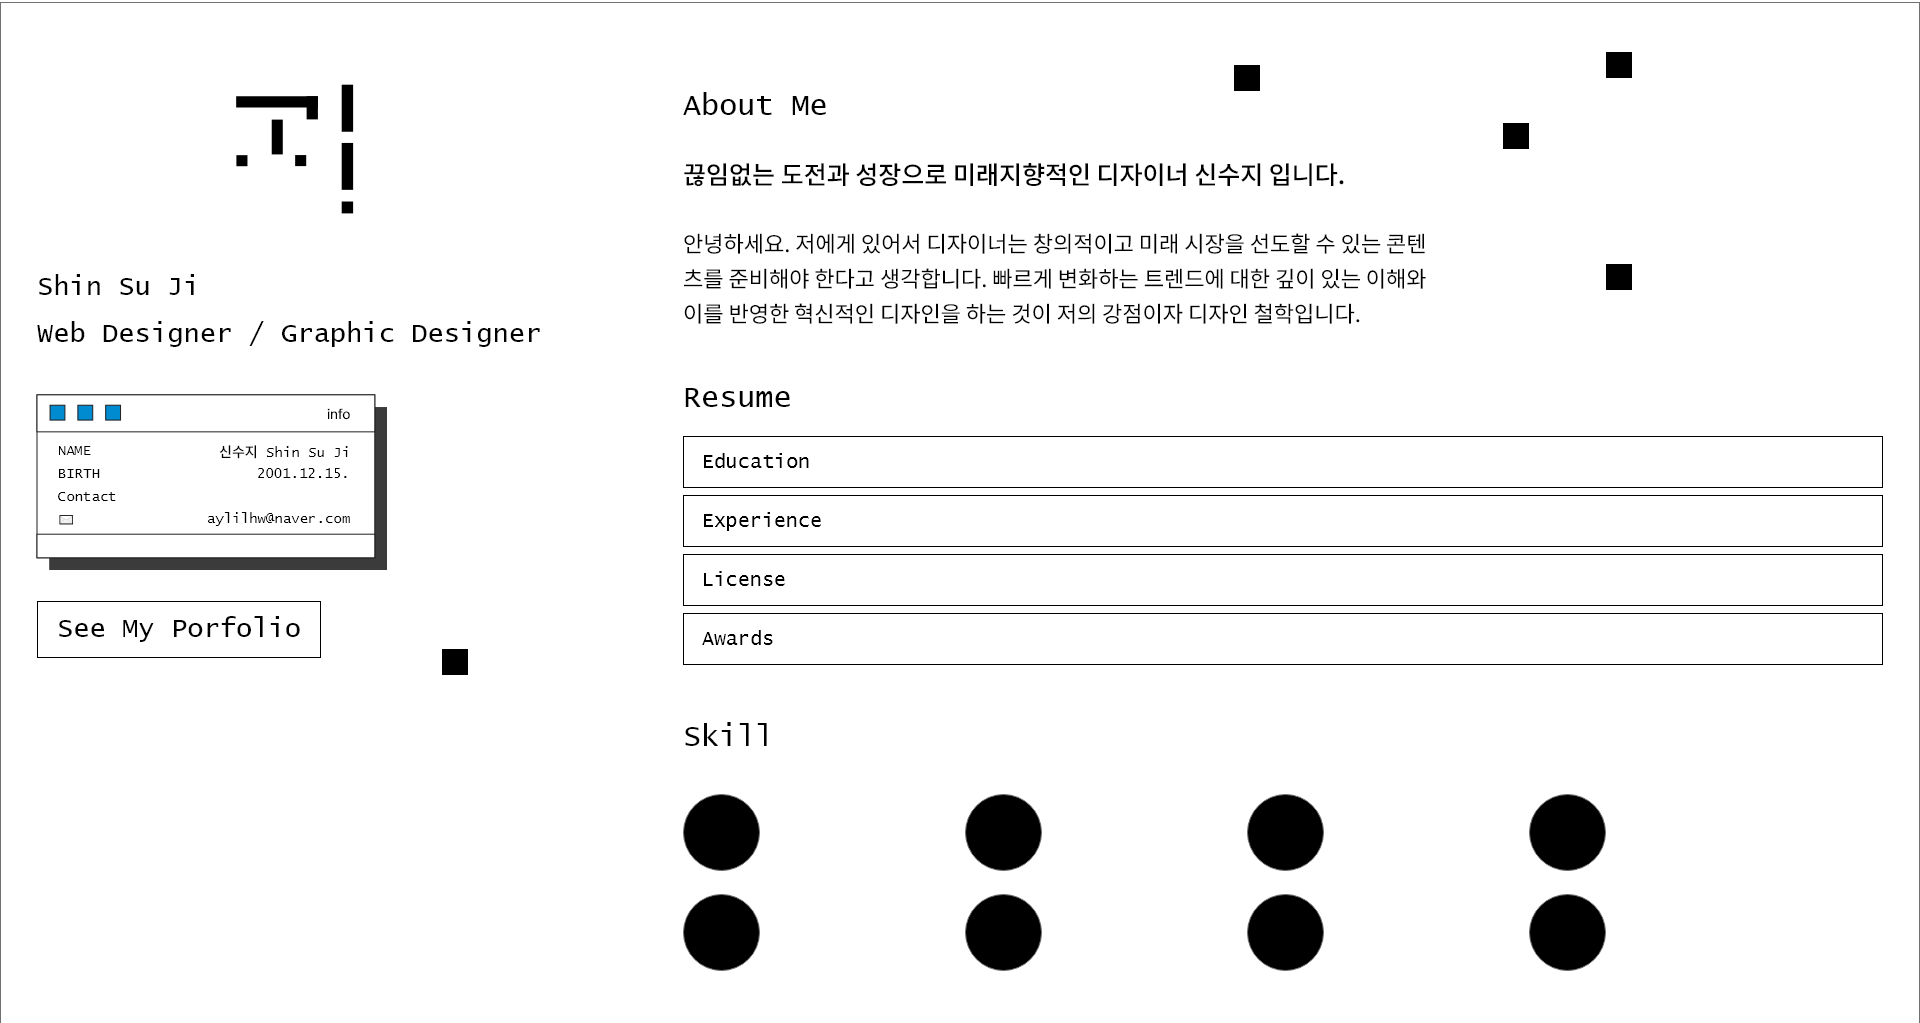 Shin Su Ji
Web Designer / Graphic Designer
info
NAME 신수지 Shin Su Ji
BIRTH 2001.12.15.
Contact
aylilhw@naver.com
See My Porfolio
About Me
끊임없는 도전과 성장으로 미래지향적인 디자이너 신수지 입니다.
안녕하세요. 저에게 있어서 디자이너는 창의적이고 미래 시장을 선도할 수 있는 콘텐
츠를 준비해야 한다고 생각합니다. 빠르게 변화하는 트렌드에 대한 깊이 있는 이해와
이를 반영한 혁신적인 디자인을 하는 것이 저의 강점이자 디자인 철학입니다.
Resume
Education
Experience
License
Awards
Skill